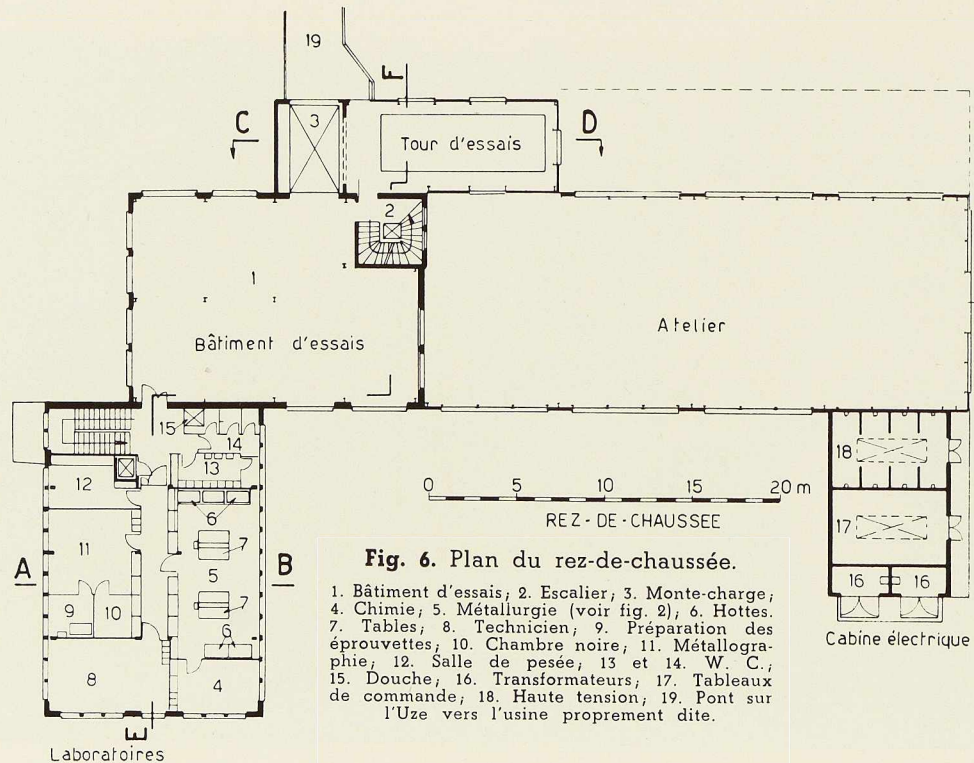 19
F
C
3
Tour d'essais
D
2
1
Bâtiment d'essais
Atelier
15
14
13
12
6
18
0 5 10 15 20 m
REZ-DE-CHAUSSEE
7
11
5
17
A
B
7
9
10
6
16 16
8
4
Cabine électrique
E
Laboratoires
Fig. 6. Plan du rez-de-chaussée.
1. Bâtiment d'essais; 2. Escalier; 3. Monte-charge;
4. Chimie; 5. Métallurgie (voir fig. 2); 6. Hottes.
7. Tables; 8. Technicien; 9. Préparation des
éprouvettes; 10. Chambre noire; 11. Métallogra-
phie; 12. Salle de pesée; 13 et 14. W. C.;
15. Douche; 16. Transformateurs; 17. Tableaux
de commande; 18. Haute tension; 19. Pont sur
l'Uze vers l'usine proprement dite.